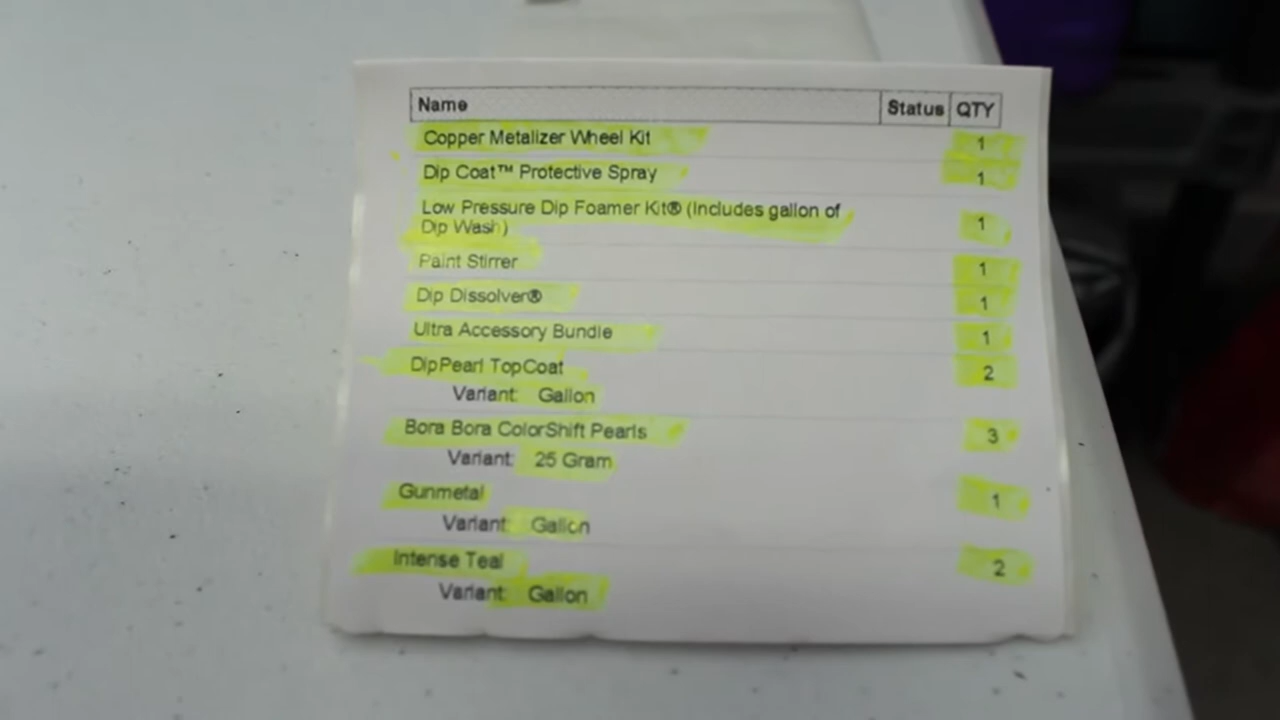 Name Status QTY
Copper Metalizer Wheel Kit 1
Dip Coat™ Protective Spray 1
Low Pressure Dip Foamer Kit® (Includes gallon of
Dip Wash) 1
Paint Stirrer 1
Dip Dissolver® 1
Ultra Accessory Bundle 1
DipPearl TopCoat 2
Variant: Gallon
Bora Bora ColorShift Pearls 3
Variant: 25 Gram
Gunmetal 1
Variant: Gallon
Intense Teal 2
Variant: Gallon